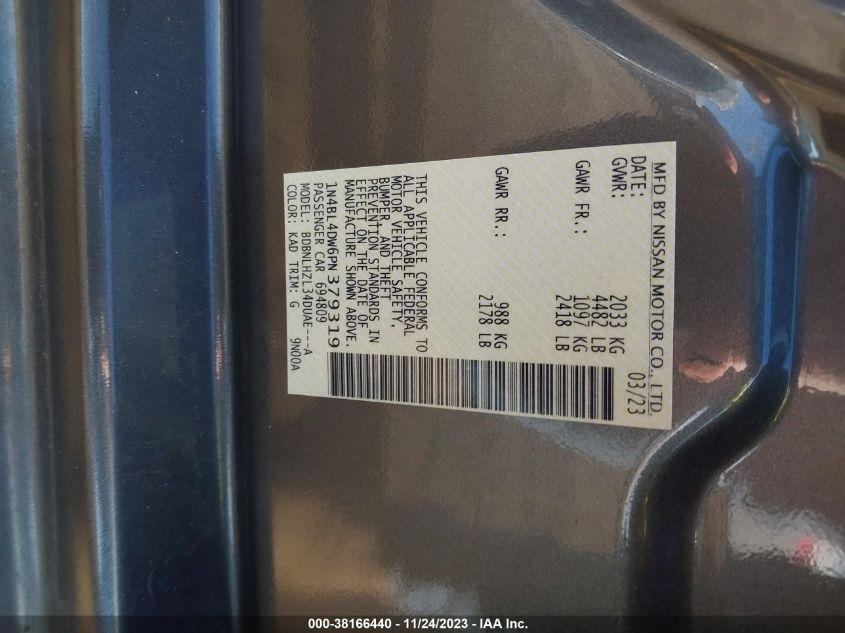 MFD BY NISSAN MOTOR CO., LTD.
DATE: 03/23
GVWR: 2033 KG
4482 LB
GAWR FR.: 1097 KG
2418 LB
GAWR RR.: 988 KG
2178 LB
THIS VEHICLE CONFORMS TO
ALL APPLICABLE FEDERAL
MOTOR VEHICLE SAFETY,
BUMPER, AND THEFT
PREVENTION STANDARDS IN
EFFECT ON THE DATE OF
MANUFACTURE SHOWN ABOVE.
1N4BL4DW6PN379319
PASSENGER CAR 694809
MODEL: BDBNLHZL34DUAE---A
COLOR: KAD TRIM: G 9N00A
000-38166440 - 11/24/2023 - IAA Inc.